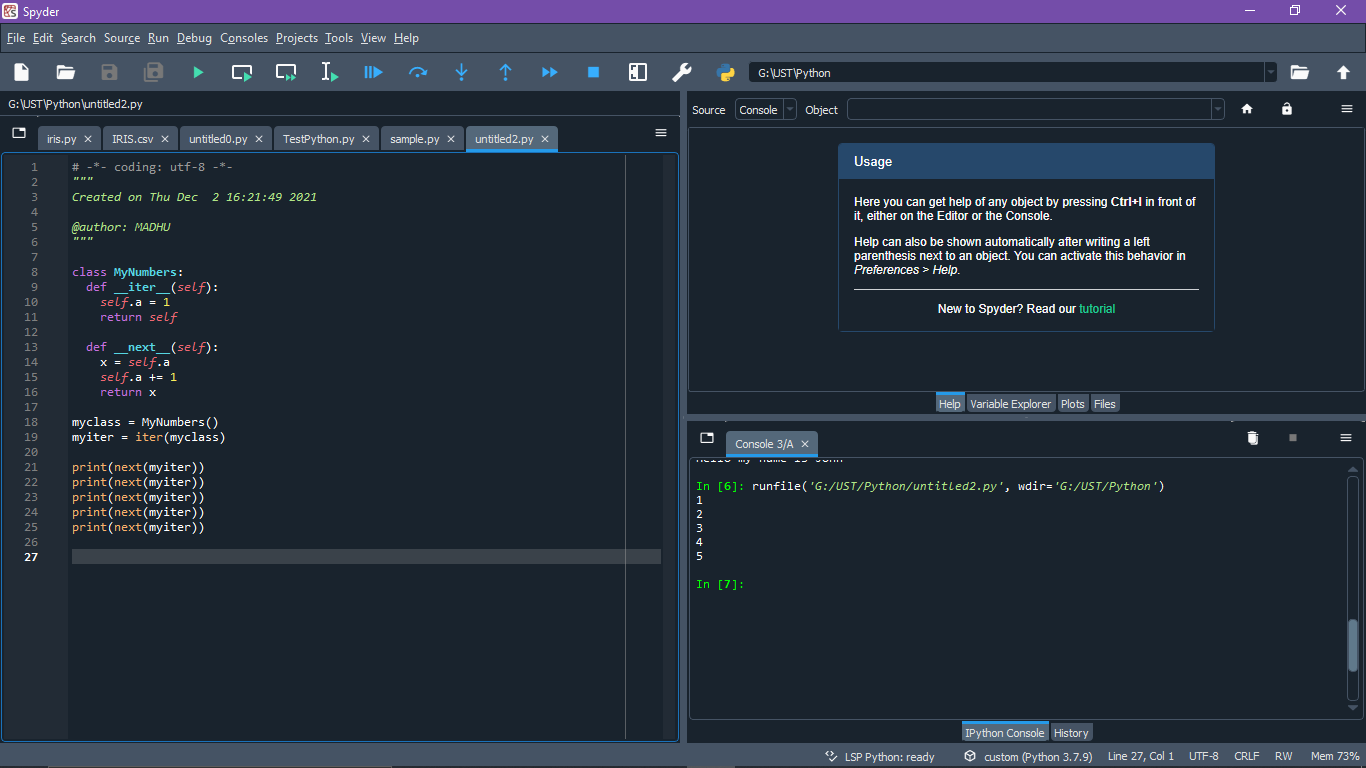 Spyder
File Edit Search Source Run Debug Consoles Projects Tools View Help
G:\UST\Python
G:\UST\Python\untitled2.py
iris.py IRIS.csv untitled0.py TestPython.py sample.py untitled2.py
1 # -*- coding: utf-8 -*-
2 """
3 Created on Thu Dec  2 16:21:49 2021
4
5 @author: MADHU
6 """
7
8 class MyNumbers:
9   def __iter__(self):
10     self.a = 1
11     return self
12
13   def __next__(self):
14     x = self.a
15     self.a += 1
16     return x
17
18 myclass = MyNumbers()
19 myiter = iter(myclass)
20
21 print(next(myiter))
22 print(next(myiter))
23 print(next(myiter))
24 print(next(myiter))
25 print(next(myiter))
26
27
Source Console Object
Usage
Here you can get help of any object by pressing Ctrl+I in front of
it, either on the Editor or the Console.
Help can also be shown automatically after writing a left
parenthesis next to an object. You can activate this behavior in
Preferences > Help.
New to Spyder? Read our tutorial
Help Variable Explorer Plots Files
Console 3/A
Hello my name is John
In [6]: runfile('G:/UST/Python/untitled2.py', wdir='G:/UST/Python')
1
2
3
4
5
In [7]:
IPython Console History
LSP Python: ready custom (Python 3.7.9) Line 27, Col 1 UTF-8 CRLF RW Mem 73%